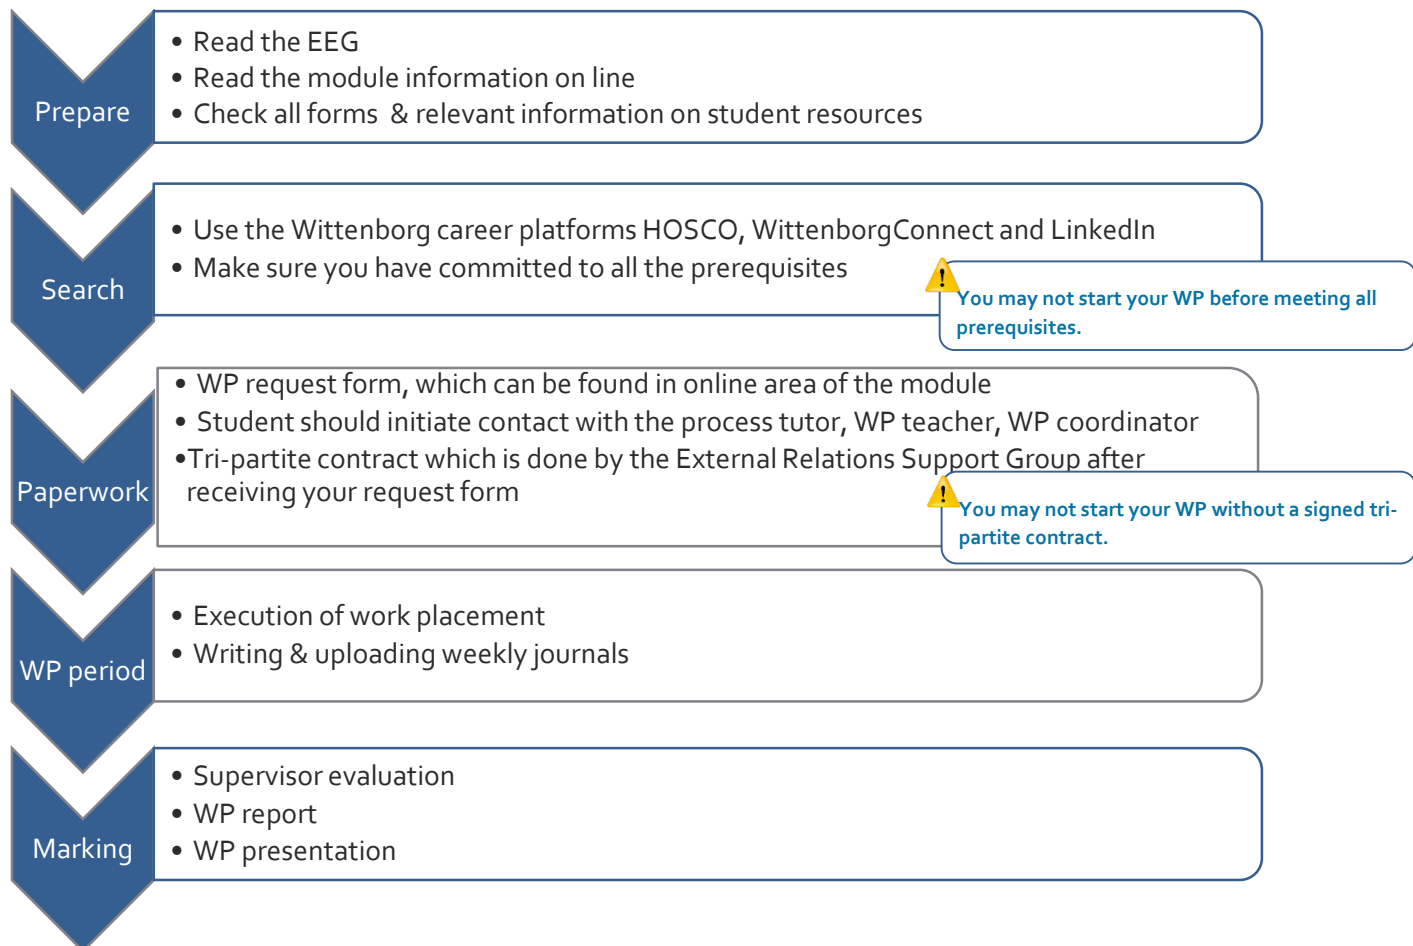 • Read the EEG
• Read the module information on line
• Check all forms & relevant information on student resources
Prepare
• Use the Wittenborg career platforms HOSCO, WittenborgConnect and LinkedIn
• Make sure you have committed to all the prerequisites
Search
You may not start your WP before meeting all
prerequisites.
• WP request form, which can be found in online area of the module
• Student should initiate contact with the process tutor, WP teacher, WP coordinator
•Tri-partite contract which is done by the External Relations Support Group after
receiving your request form
Paperwork
You may not start your WP without a signed tri-
partite contract.
• Execution of work placement
• Writing & uploading weekly journals
WP period
• Supervisor evaluation
• WP report
• WP presentation
Marking